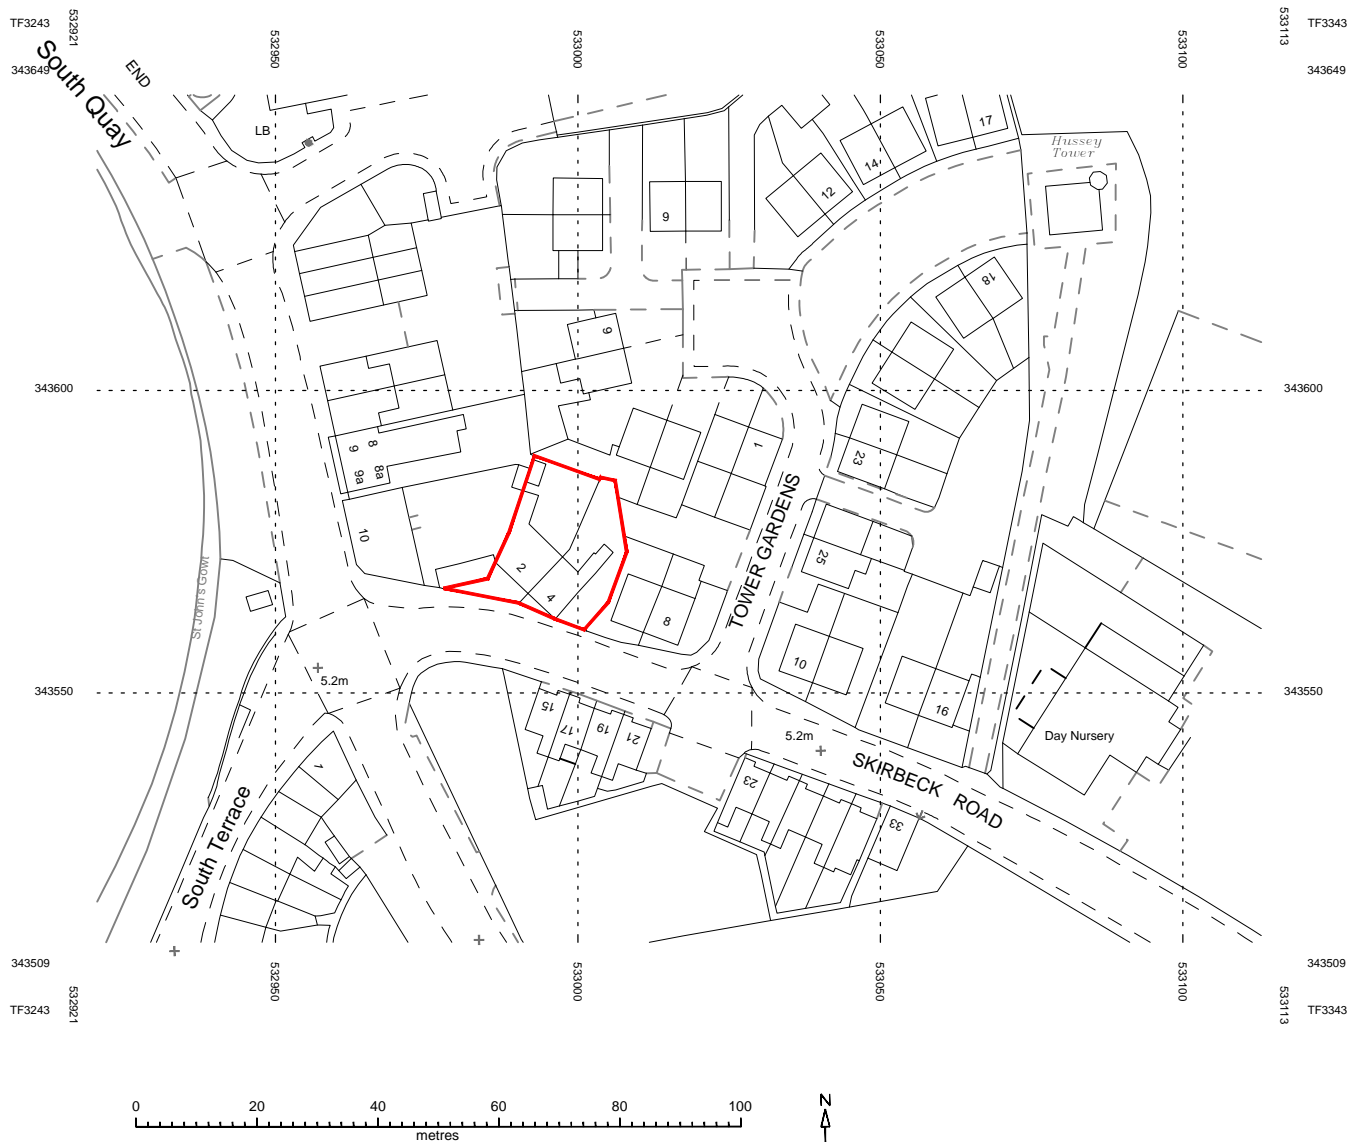 TF3243
532921
532950
533000
533050
533100
533113
TF3343
343649
343649
South Quay
END
LB
17
14
12
Hussey
Tower
9
18
9
343600
343600
1
8
9
8a
9a
23
10
TOWER GARDENS
25
2
4
8
St John's Gowt
10
5.2m
343550
343550
15
17
19
21
16
5.2m
Day Nursery
SKIRBECK ROAD
7
23
33
South Terrace
343509
343509
TF3243
532921
532950
533000
533050
533100
533113
TF3343
0 20 40 60 80 100
metres
N